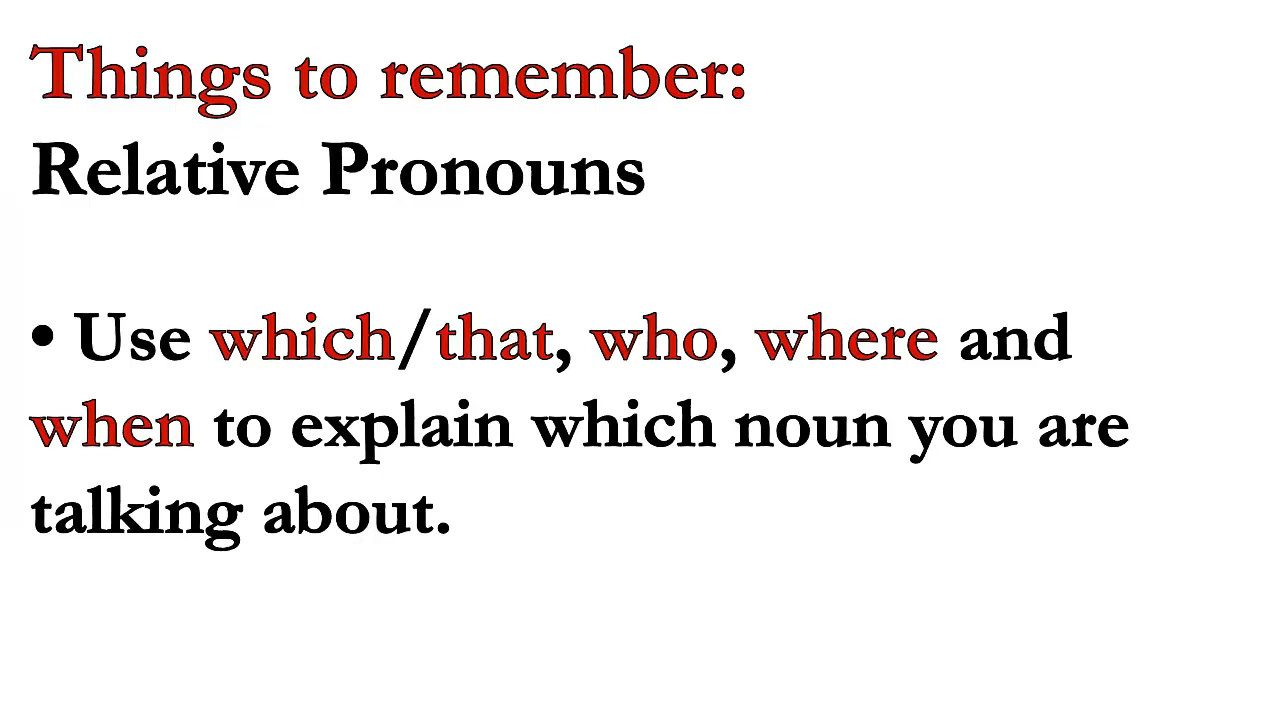 Things to remember:
Relative Pronouns
• Use which/that, who, where and
when to explain which noun you are
talking about.